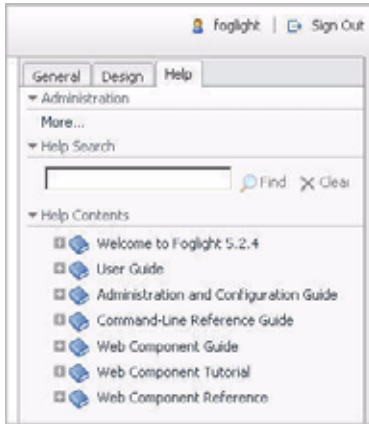 foglight | Sign Out
General Design Help
Administration
More...
Help Search
Find Clear
Help Contents
Welcome to Foglight 5.2.4
User Guide
Administration and Configuration Guide
Command-Line Reference Guide
Web Component Guide
Web Component Tutorial
Web Component Reference